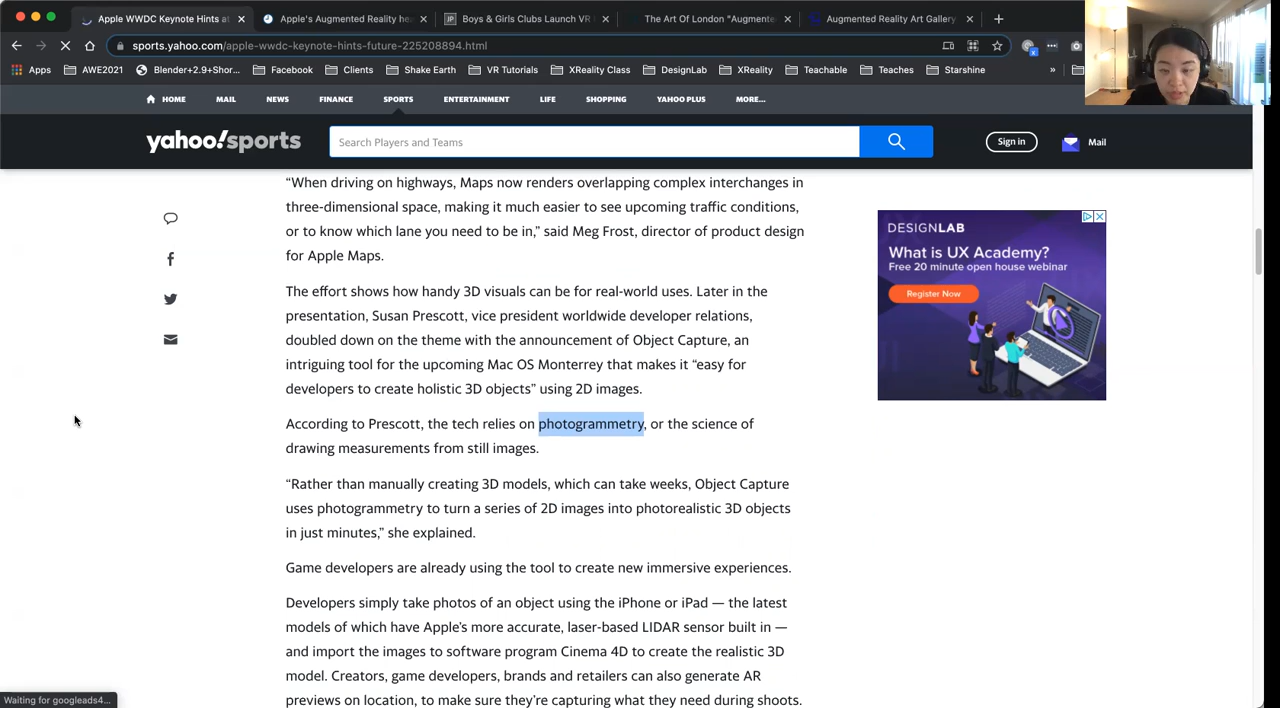 Apple WWDC Keynote Hints at
Apple's Augmented Reality he
Boys & Girls Clubs Launch VR
The Art Of London "Augmente
Augmented Reality Art Gallery
sports.yahoo.com/apple-wwdc-keynote-hints-future-225208894.html
Apps
AWE2021
Blender+2.9+Shor...
Facebook
Clients
Shake Earth
VR Tutorials
XReality Class
DesignLab
XReality
Teachable
Teaches
Starshine
»
HOME
MAIL
NEWS
FINANCE
SPORTS
ENTERTAINMENT
LIFE
SHOPPING
YAHOO PLUS
MORE...
yahoo!sports
Search Players and Teams
Sign in
Mail
“When driving on highways, Maps now renders overlapping complex interchanges in
three-dimensional space, making it much easier to see upcoming traffic conditions,
or to know which lane you need to be in,” said Meg Frost, director of product design
for Apple Maps.
The effort shows how handy 3D visuals can be for real-world uses. Later in the
presentation, Susan Prescott, vice president worldwide developer relations,
doubled down on the theme with the announcement of Object Capture, an
intriguing tool for the upcoming Mac OS Monterrey that makes it “easy for
developers to create holistic 3D objects” using 2D images.
According to Prescott, the tech relies on photogrammetry, or the science of
drawing measurements from still images.
“Rather than manually creating 3D models, which can take weeks, Object Capture
uses photogrammetry to turn a series of 2D images into photorealistic 3D objects
in just minutes,” she explained.
Game developers are already using the tool to create new immersive experiences.
Developers simply take photos of an object using the iPhone or iPad — the latest
models of which have Apple’s more accurate, laser-based LIDAR sensor built in —
and import the images to software program Cinema 4D to create the realistic 3D
model. Creators, game developers, brands and retailers can also generate AR
previews on location, to make sure they’re capturing what they need during shoots.
DESIGNLAB
What is UX Academy?
Free 20 minute open house webinar
Register Now
Waiting for googleads4...